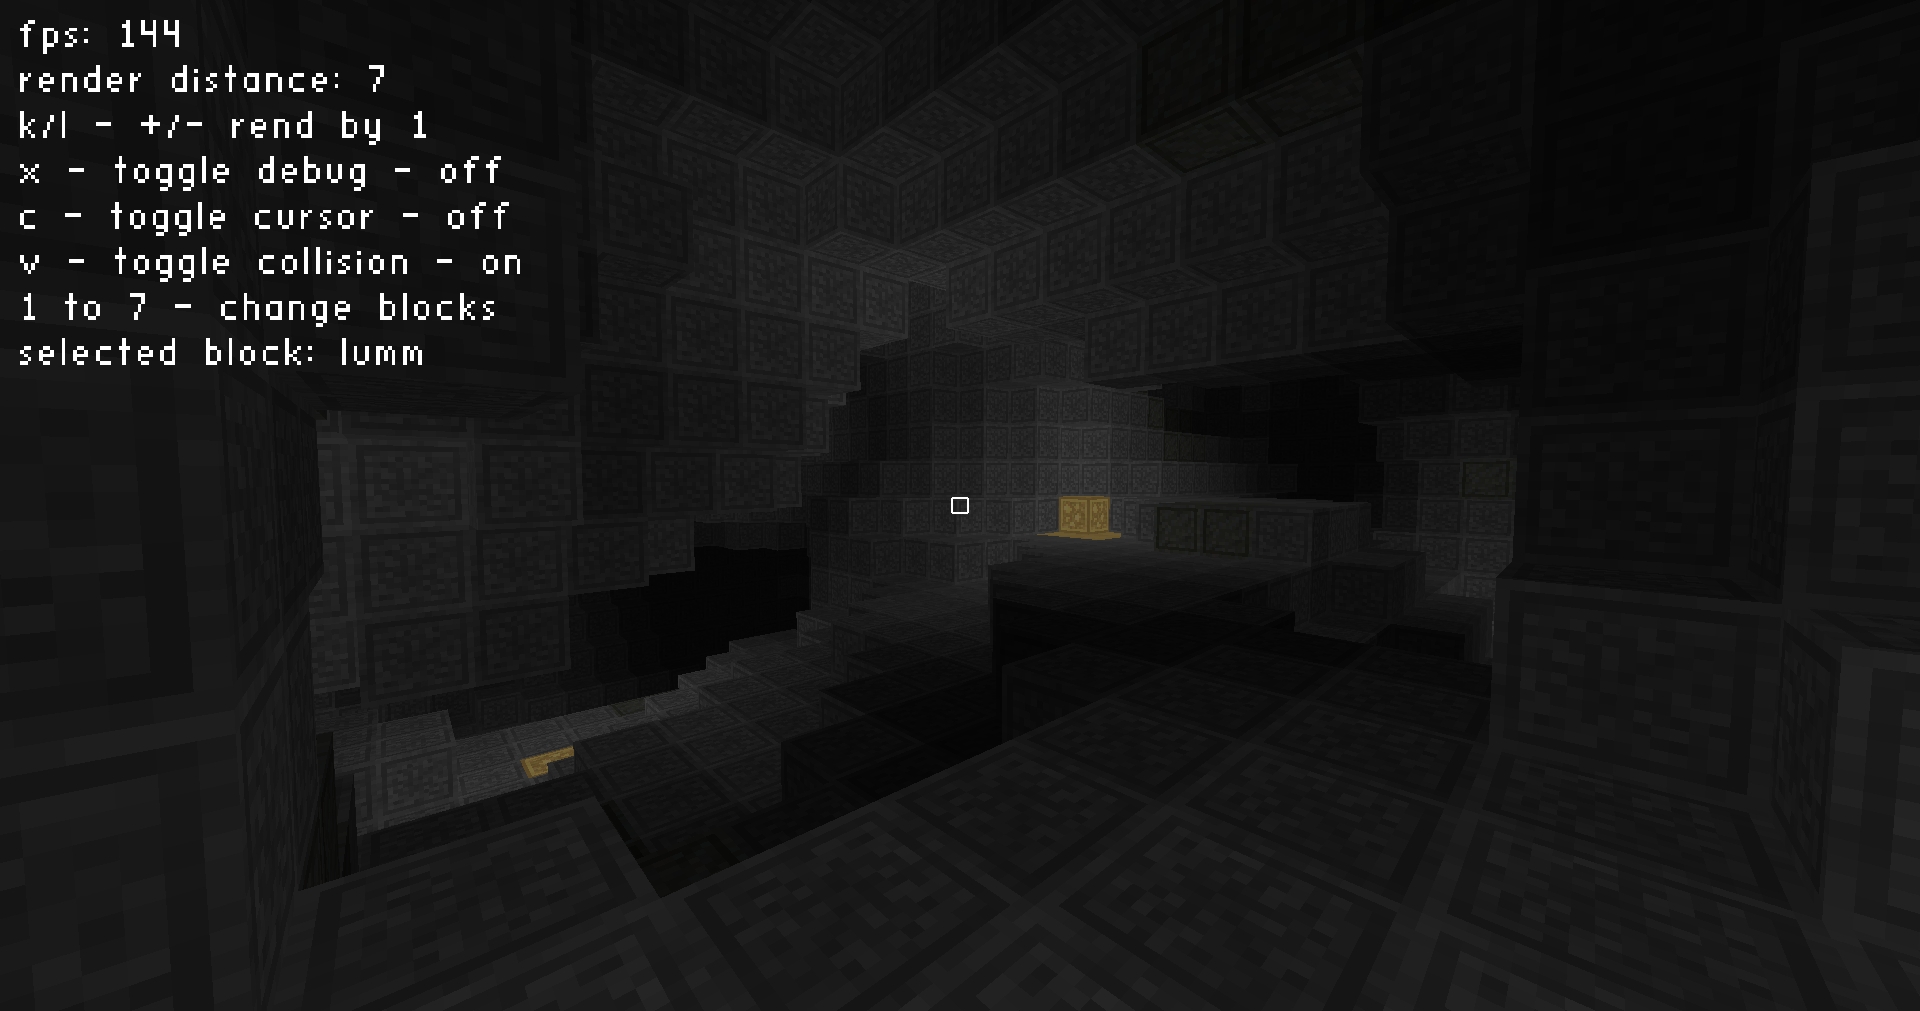 fps: 144
render distance: 7
k/l - +/- rend by 1
x - toggle debug - off
c - toggle cursor - off
v - toggle collision - on
1 to 7 - change blocks
selected block: lumm